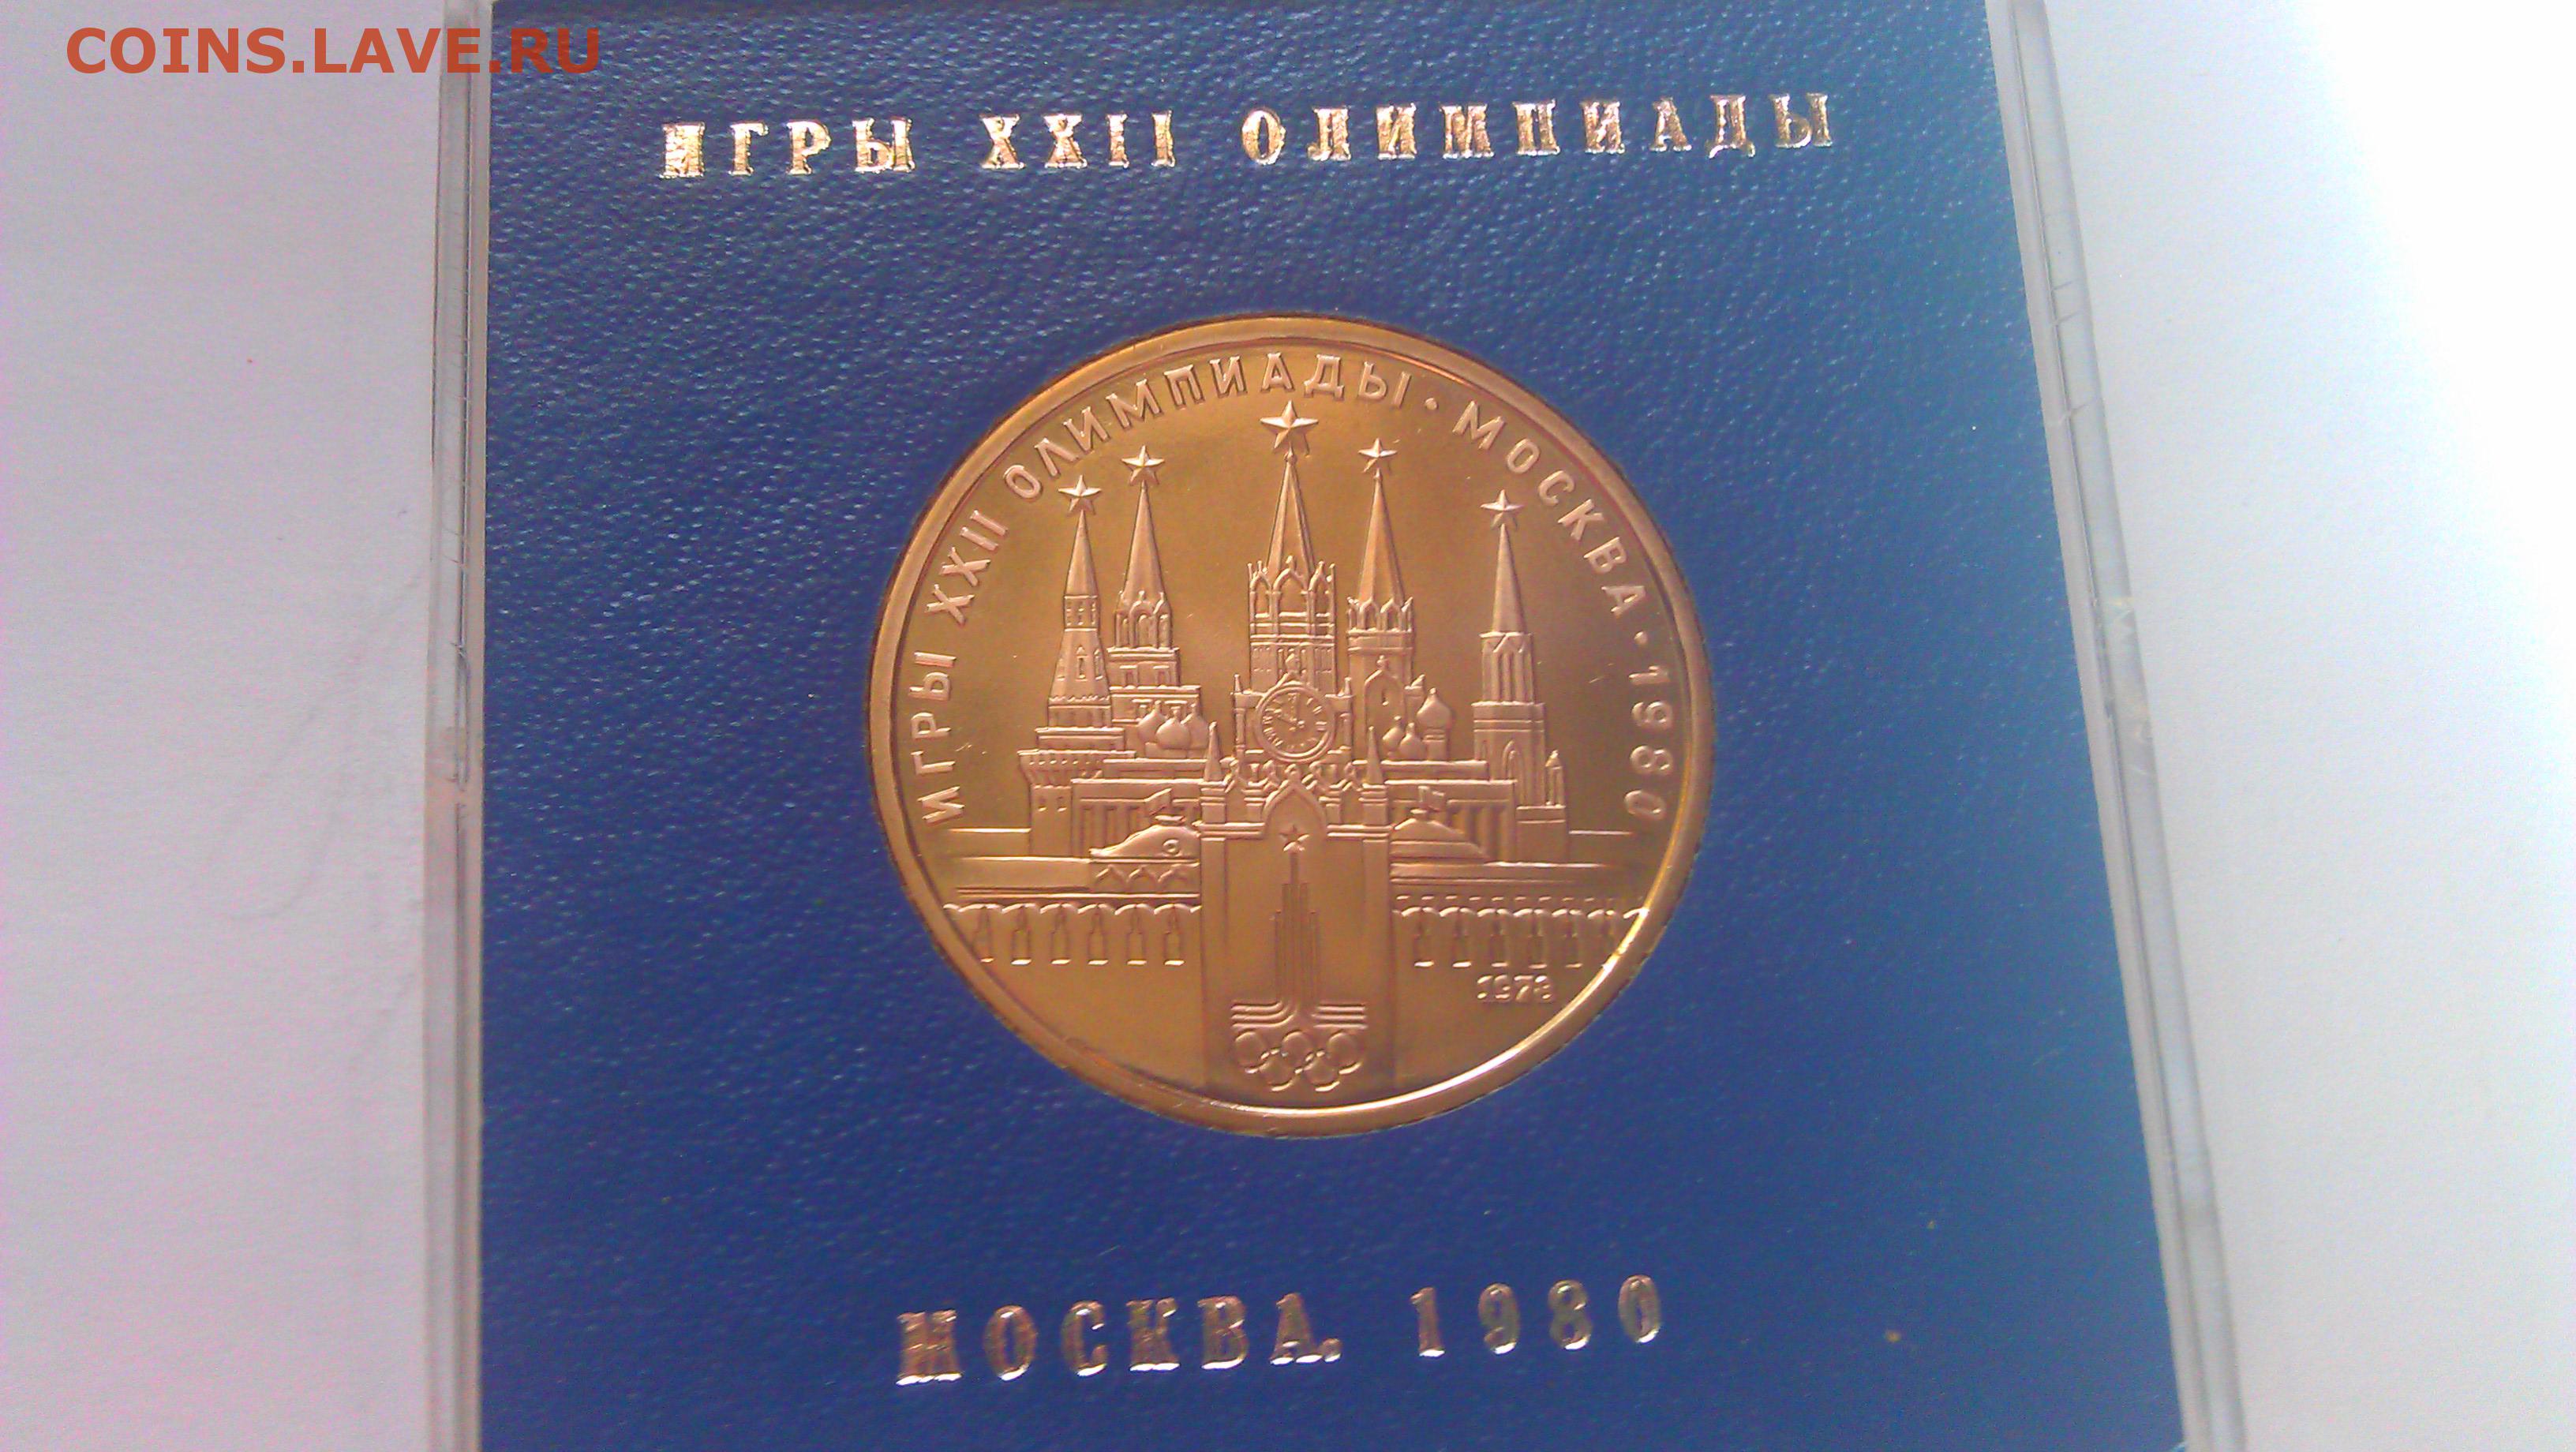 COINS.LAVE.RU
ИГРЫ XXII ОЛИМПИАДЫ
ИГРЫ XXII ОЛИМПИАДЫ · МОСКВА · 1980
1978
МОСКВА. 1980